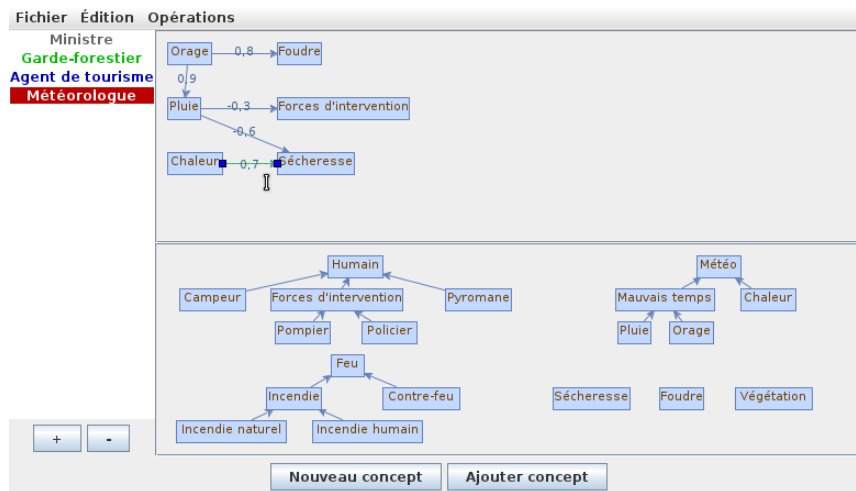 Fichier Édition Opérations
Ministre
Garde-forestier
Agent de tourisme
Météorologue
+ -
Orage 0,8 Foudre
0,9
Pluie -0,3 Forces d'intervention
-0,6
Chaleur 0,7 Sécheresse
Humain Météo
Campeur Forces d'intervention Pyromane Mauvais temps Chaleur
Pompier Policier Pluie Orage
Feu
Incendie Contre-feu Sécheresse Foudre Végétation
Incendie naturel Incendie humain
Nouveau concept Ajouter concept